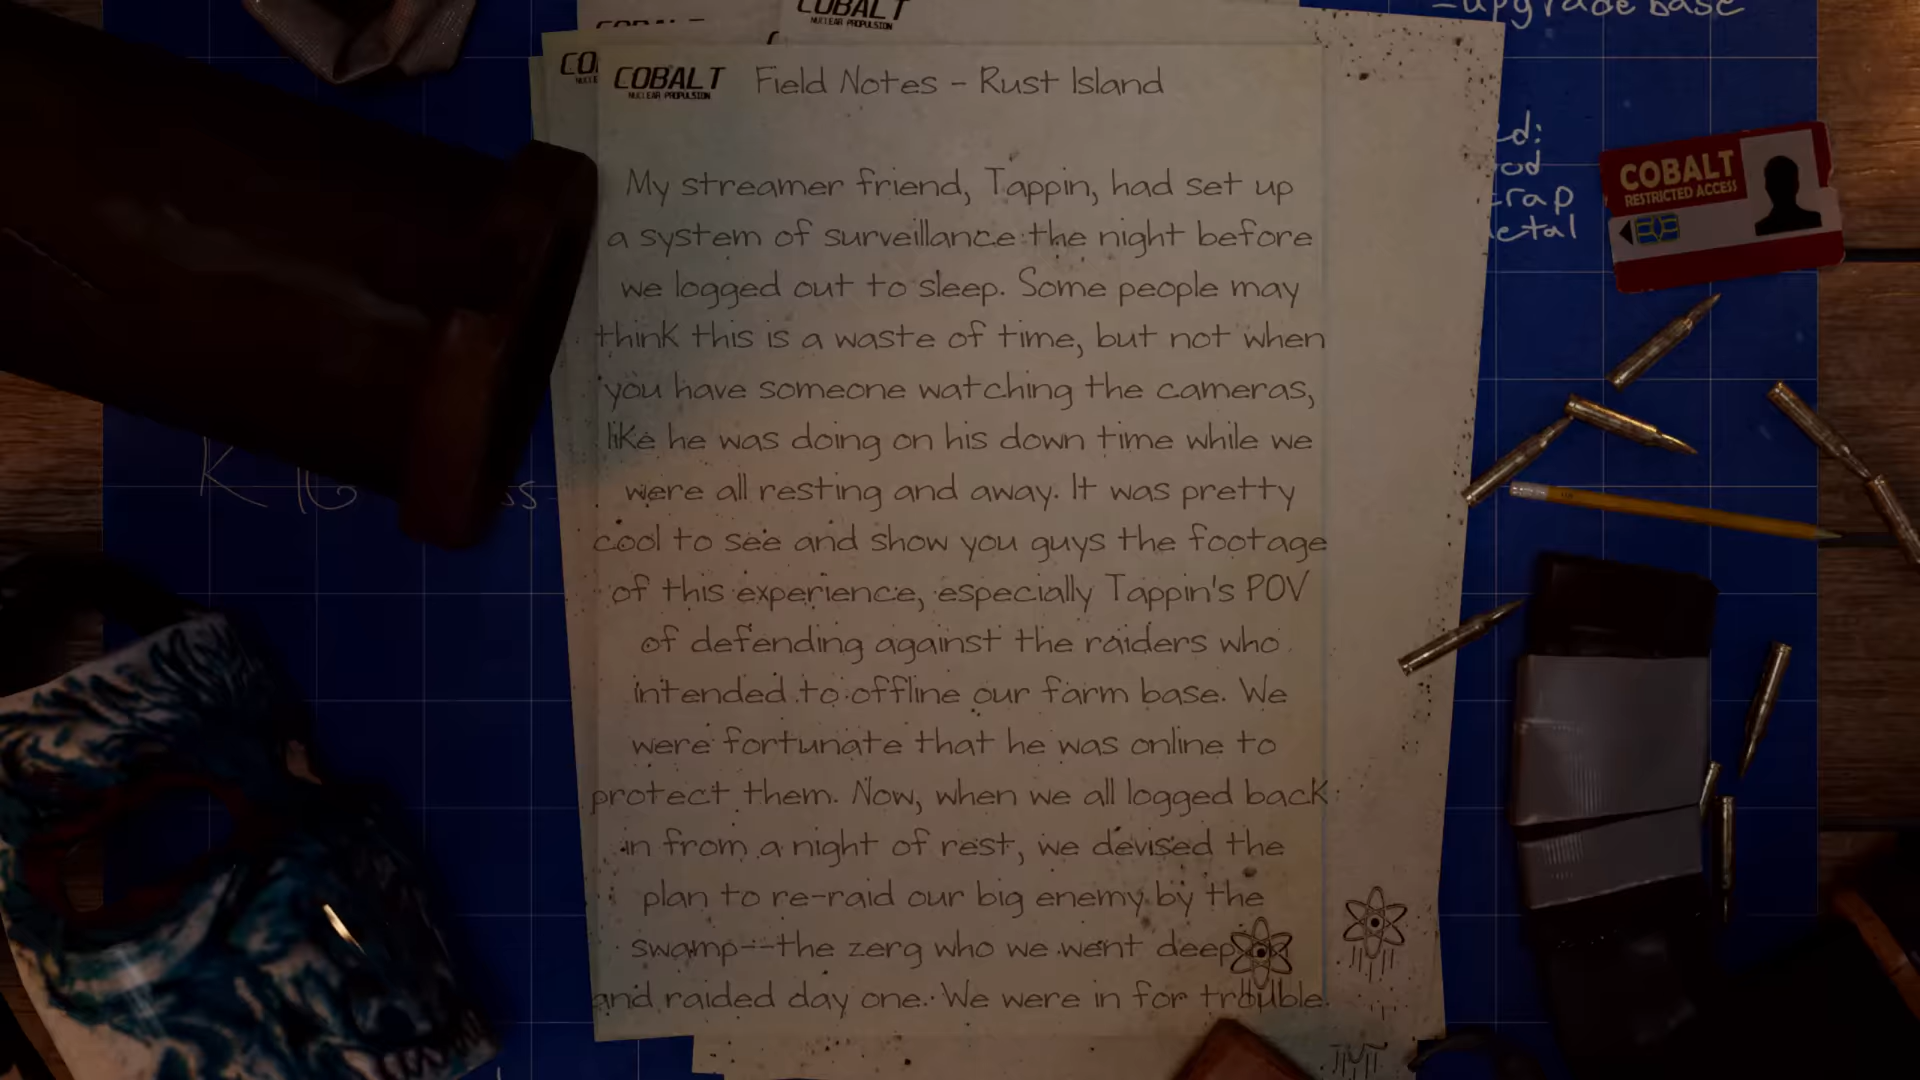 COBALT
NUCLEAR PROPULSION
=upgrade base
COBALT
NUCLEAR PROPULSION
Field Notes - Rust Island
My streamer friend, Tappin, had set up
a system of surveillance the night before
we logged out to sleep. Some people may
think this is a waste of time, but not when
you have someone watching the cameras,
like he was doing on his down time while we
were all resting and away. It was pretty
cool to see and show you guys the footage
of this experience, especially Tappin's POV
of defending against the raiders who
intended to offline our farm base. We
were fortunate that he was online to
protect them. Now, when we all logged back
in from a night of rest, we devised the
plan to re-raid our big enemy by the
swamp--the zerg who we went deep
and raided day one. We were in for trouble.
COBALT
RESTRICTED ACCESS